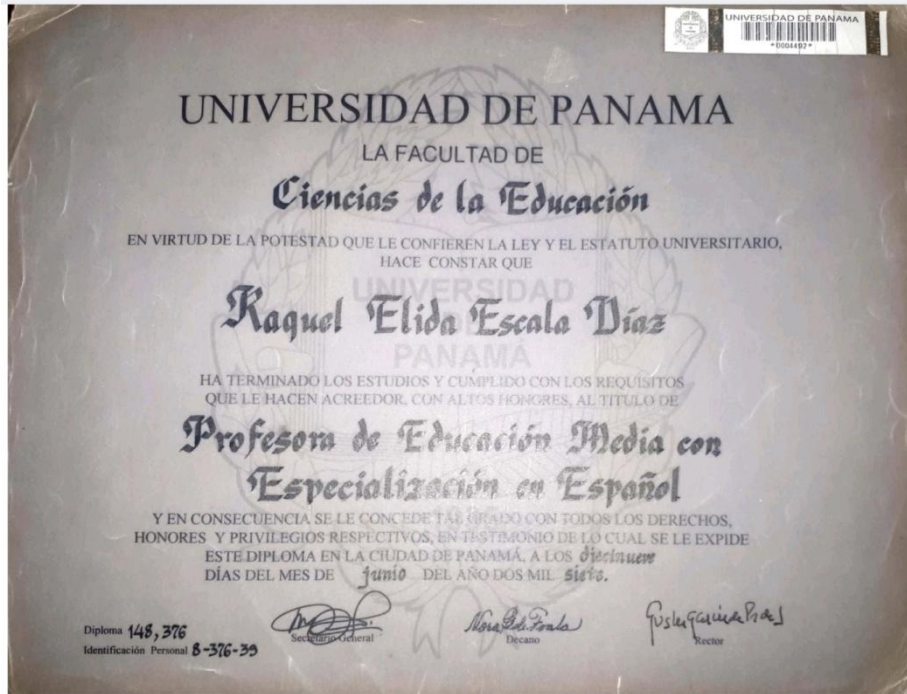 UNIVERSIDAD DE PANAMA
*0004402*
UNIVERSIDAD DE PANAMA
LA FACULTAD DE
Ciencias de la Educación
EN VIRTUD DE LA POTESTAD QUE LE CONFIEREN LA LEY Y EL ESTATUTO UNIVERSITARIO,
HACE CONSTAR QUE
UNIVERSIDAD
DE
PANAMÁ
Raquel Elida Escala Díaz
HA TERMINADO LOS ESTUDIOS Y CUMPLIDO CON LOS REQUISITOS
QUE LE HACEN ACREEDOR, CON ALTOS HONORES, AL TITULO DE
Profesora de Educación Media con
Especialización en Español
Y EN CONSECUENCIA SE LE CONCEDE TAL GRADO CON TODOS LOS DERECHOS,
HONORES Y PRIVILEGIOS RESPECTIVOS, EN TESTIMONIO DE LO CUAL SE LE EXPIDE
ESTE DIPLOMA EN LA CIUDAD DE PANAMÁ, A LOS diecinueve
DÍAS DEL MES DE junio DEL AÑO DOS MIL siete.
Diploma 148,376
Identificación Personal 8-376-39
Secretario General
Decano
Rector